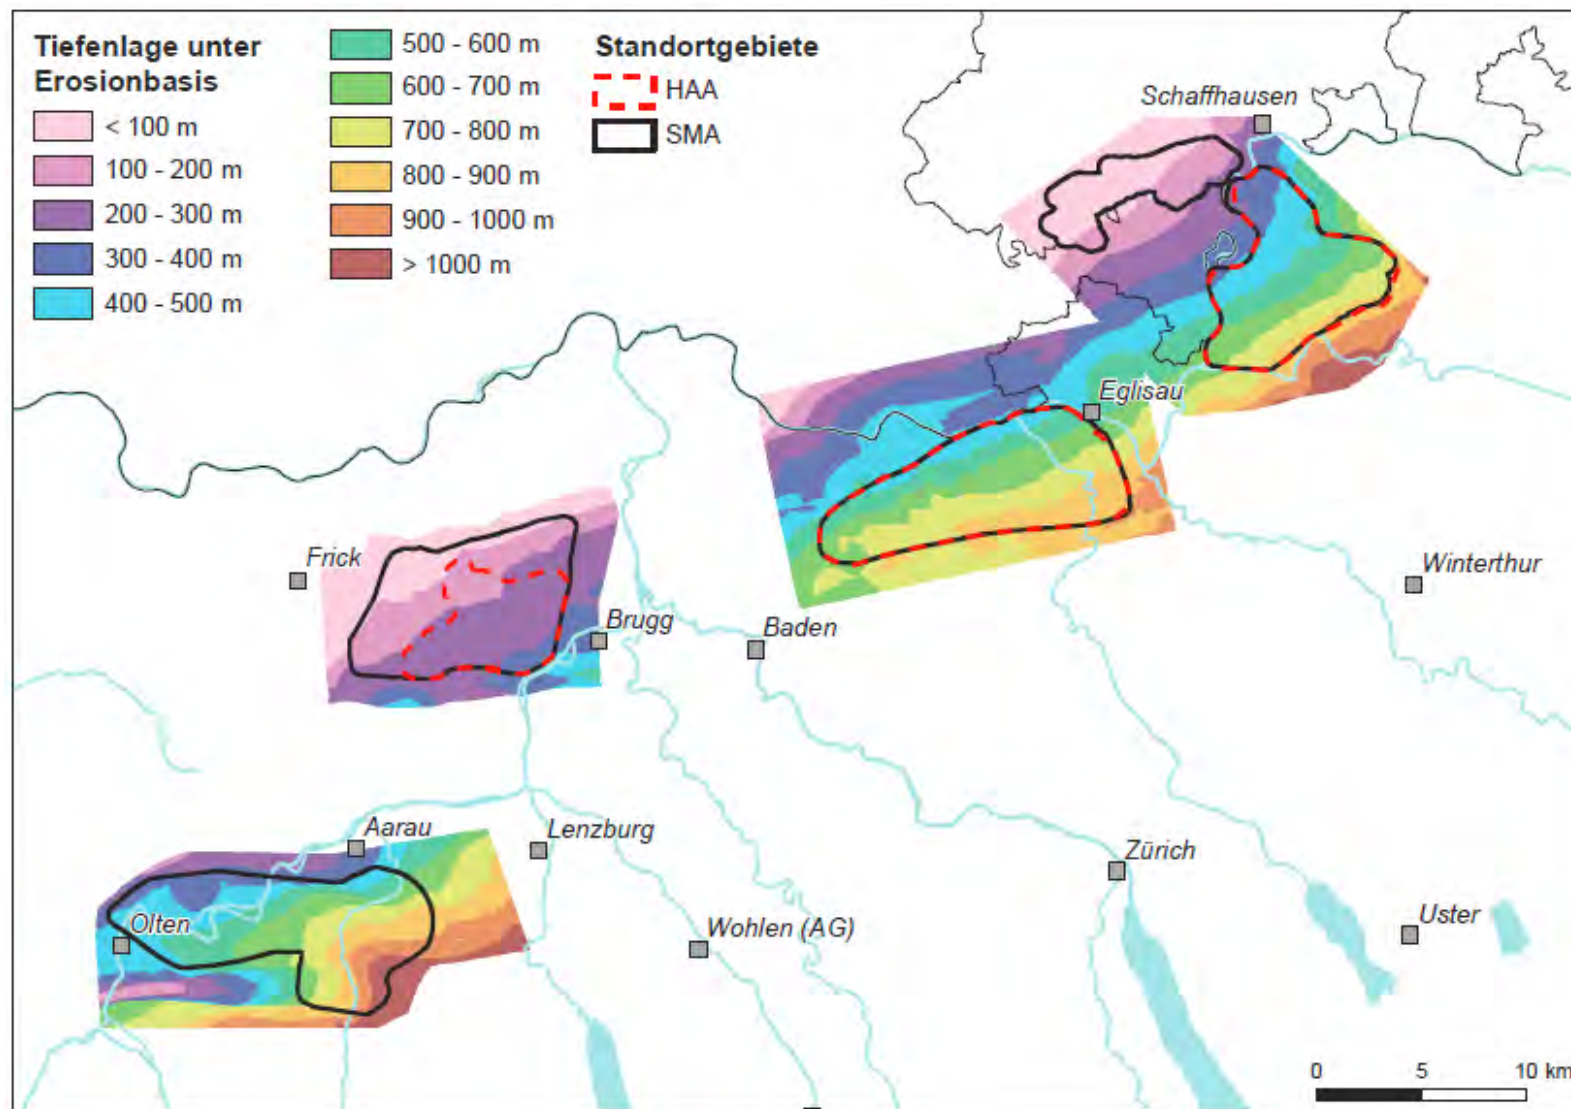 Tiefenlage unter
Erosionbasis
< 100 m
100 - 200 m
200 - 300 m
300 - 400 m
400 - 500 m
500 - 600 m
600 - 700 m
700 - 800 m
800 - 900 m
900 - 1000 m
> 1000 m
Standortgebiete
HAA
SMA
Schaffhausen
Eglisau
Frick
Winterthur
Brugg
Baden
Aarau
Lenzburg
Zürich
Olten
Wohlen (AG)
Uster
0 5 10 km